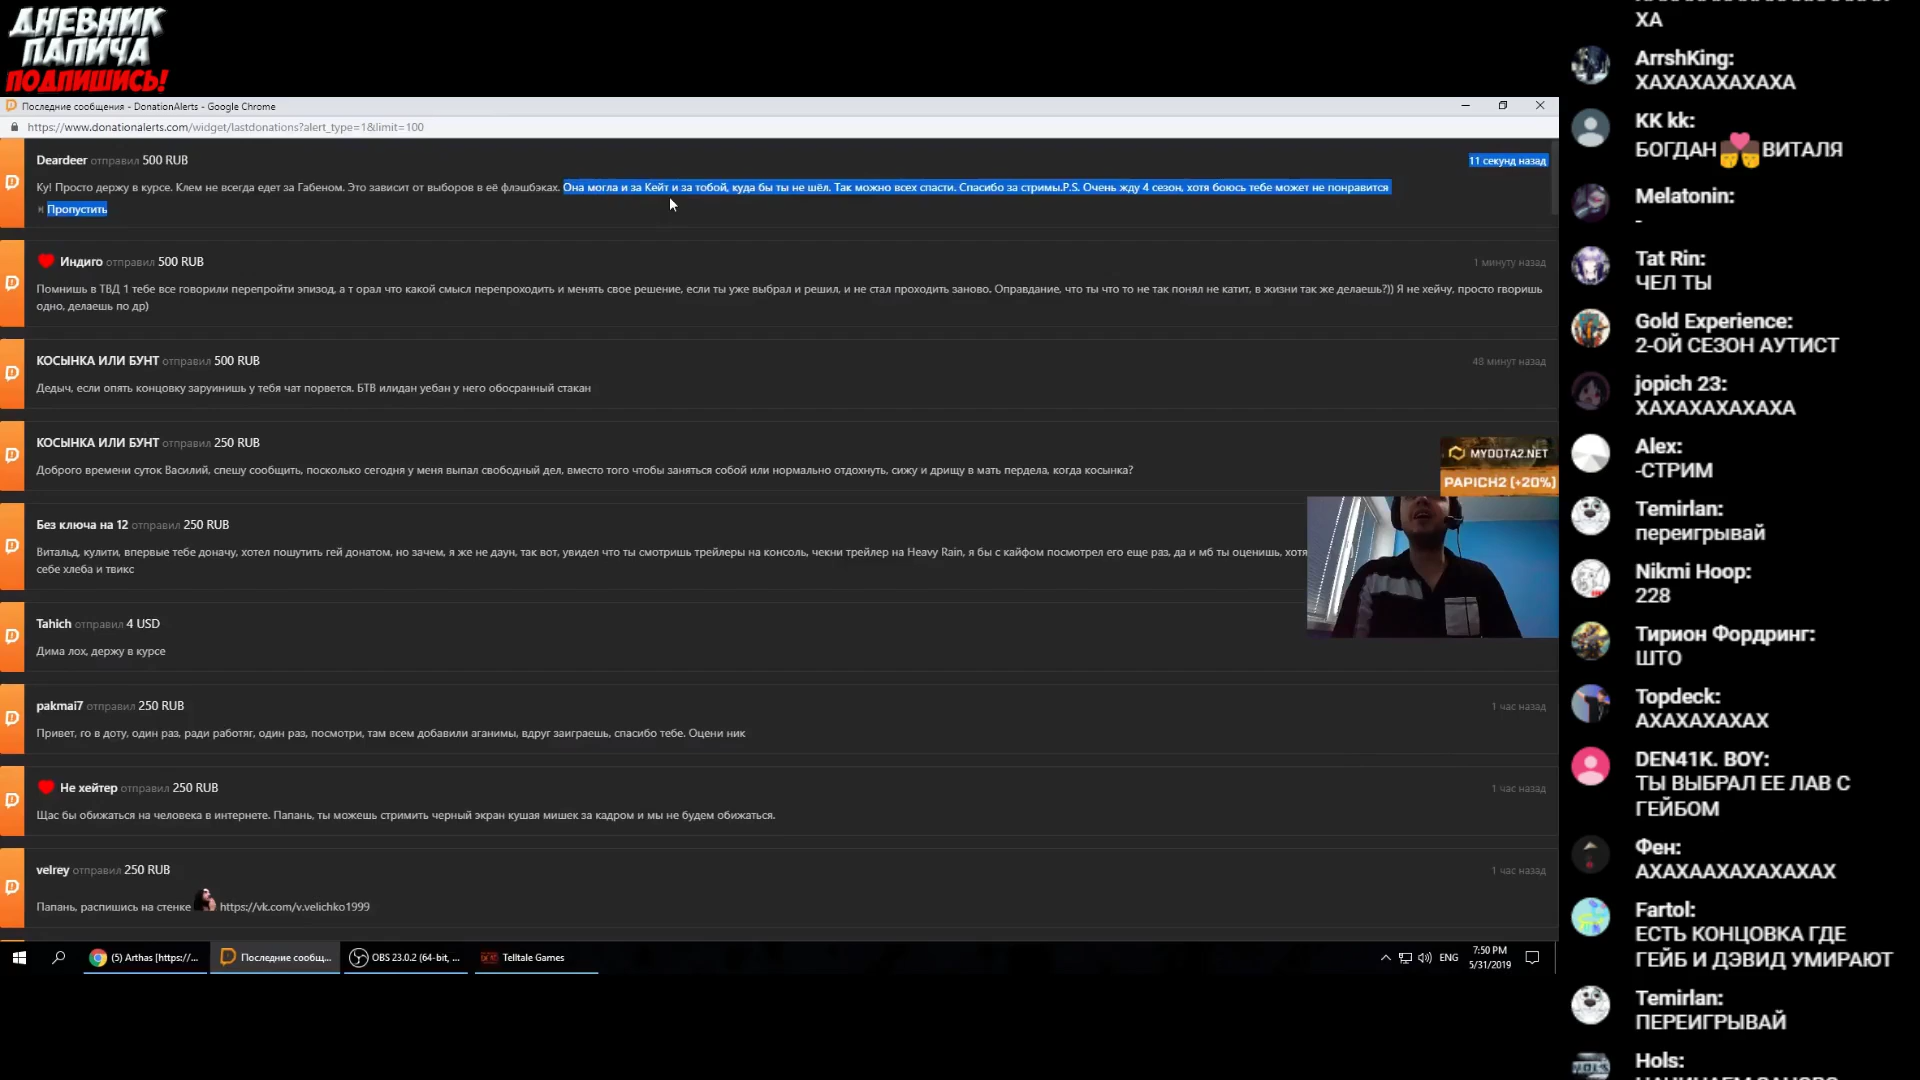 ДНЕВНИК
ПАПИЧА
ПОДПИШИСЬ!
Последние сообщения - DonationAlerts - Google Chrome
https://www.donationalerts.com/widget/lastdonations?alert_type=1&limit=100
Deardeer отправил 500 RUB
11 секунд назад
Ку! Просто держу в курсе. Клем не всегда едет за Габеном. Это зависит от выборов в её флэшбэках. Она могла и за Кейт и за тобой, куда бы ты не шёл. Так можно всех спасти. Спасибо за стримы.P.S. Очень жду 4 сезон, хотя боюсь тебе может не понравится
Пропустить
Индиго отправил 500 RUB
1 минуту назад
Помнишь в ТВД 1 тебе все говорили перепройти эпизод, а т орал что какой смысл перепроходить и менять свое решение, если ты уже выбрал и решил, и не стал проходить заново. Оправдание, что ты что то не так понял не катит, в жизни так же делаешь?)) Я не хейчу, просто гворишь
одно, делаешь по др)
КОСЫНКА ИЛИ БУНТ отправил 500 RUB
48 минут назад
Дедыч, если опять концовку заруинишь у тебя чат порвется. БТВ илидан уебан у него обосранный стакан
КОСЫНКА ИЛИ БУНТ отправил 250 RUB
Доброго времени суток Василий, спешу сообщить, посколько сегодня у меня выпал свободный дел, вместо того чтобы заняться собой или нормально отдохнуть, сижу и дрищу в мать пердела, когда косынка?
MYDOTA2.NET
PAPICH2 (+20%)
Без ключа на 12 отправил 250 RUB
Витальд, кулити, впервые тебе доначу, хотел пошутить гей донатом, но зачем, я же не даун, так вот, увидел что ты смотришь трейлеры на консоль, чекни трейлер на Heavy Rain, я бы с кайфом посмотрел его еще раз, да и мб ты оценишь, хотя
себе хлеба и твикс
Tahich отправил 4 USD
Дима лох, держу в курсе
pakmai7 отправил 250 RUB
1 час назад
Привет, го в доту, один раз, ради работяг, один раз, посмотри, там всем добавили аганимы, вдруг заиграешь, спасибо тебе. Оцени ник
Не хейтер отправил 250 RUB
1 час назад
Щас бы обижаться на человека в интернете. Папань, ты можешь стримить черный экран кушая мишек за кадром и мы не будем обижаться.
velrey отправил 250 RUB
1 час назад
Папань, распишись на стенке https://vk.com/v.velichko1999
(5) Arthas [https://...
Последние сообщ...
OBS 23.0.2 (64-bit, ...
Telltale Games
ENG
7:50 PM
5/31/2019
ХА
ArrshKing:
ХАХАХАХАХАХА
KK kk:
БОГДАН ВИТАЛЯ
Melatonin:
-
Tat Rin:
ЧЕЛ ТЫ
Gold Experience:
2-ОЙ СЕЗОН АУТИСТ
jopich 23:
ХАХАХАХАХАХА
Alex:
-СТРИМ
Temirlan:
переигрывай
Nikmi Hoop:
228
Тирион Фордринг:
ШТО
Topdeck:
АХАХАХАХАХ
DEN41K. BOY:
ТЫ ВЫБРАЛ ЕЕ ЛАВ С
ГЕЙБОМ
Фен:
АХАХААХАХАХАХАХ
Fartol:
ЕСТЬ КОНЦОВКА ГДЕ
ГЕЙБ И ДЭВИД УМИРАЮТ
Temirlan:
ПЕРЕИГРЫВАЙ
Hols: